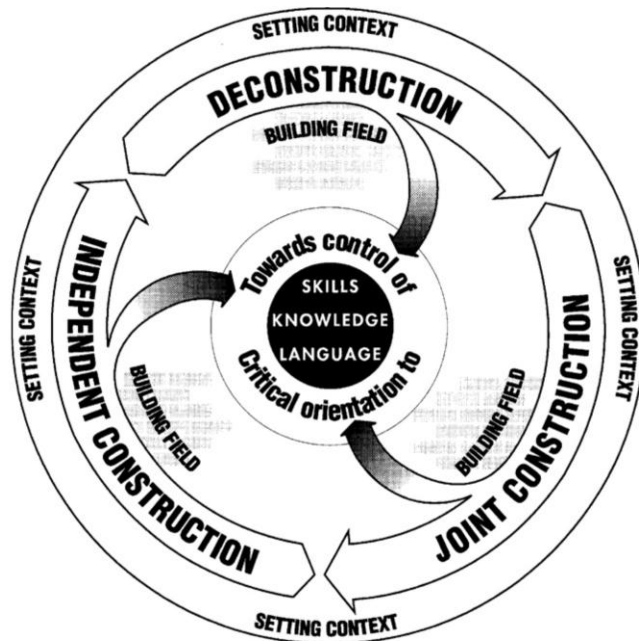 SETTING CONTEXT
DECONSTRUCTION
BUILDING FIELD
Towards control of
SKILLS
KNOWLEDGE
LANGUAGE
Critical orientation to
SETTING CONTEXT
INDEPENDENT CONSTRUCTION
BUILDING FIELD
SETTING CONTEXT
JOINT CONSTRUCTION
BUILDING FIELD
SETTING CONTEXT